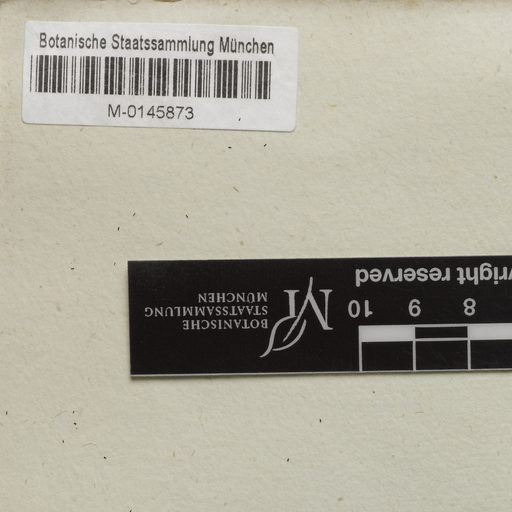 Botanische Staatssammlung München
M-0145873
yright reserved
8 9 10
BOTANISCHE
STAATSSAMMLUNG
MÜNCHEN